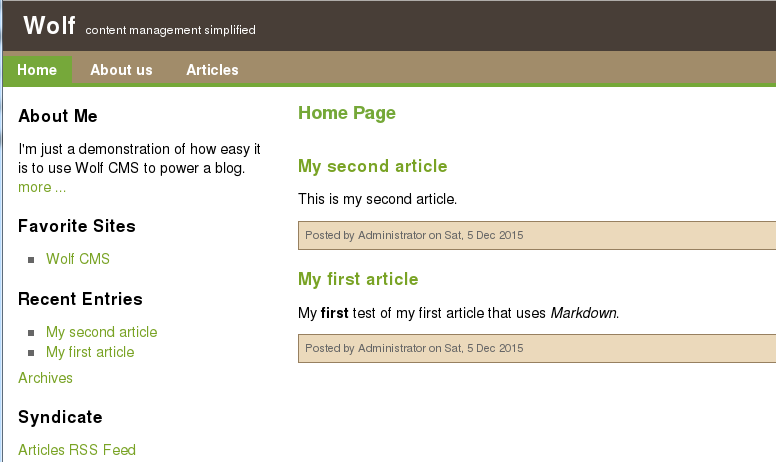 Wolf content management simplified
Home About us Articles
About Me
I'm just a demonstration of how easy it
is to use Wolf CMS to power a blog.
more ...
Favorite Sites
Wolf CMS
Recent Entries
My second article
My first article
Archives
Syndicate
Articles RSS Feed
Home Page
My second article
This is my second article.
Posted by Administrator on Sat, 5 Dec 2015
My first article
My first test of my first article that uses Markdown.
Posted by Administrator on Sat, 5 Dec 2015